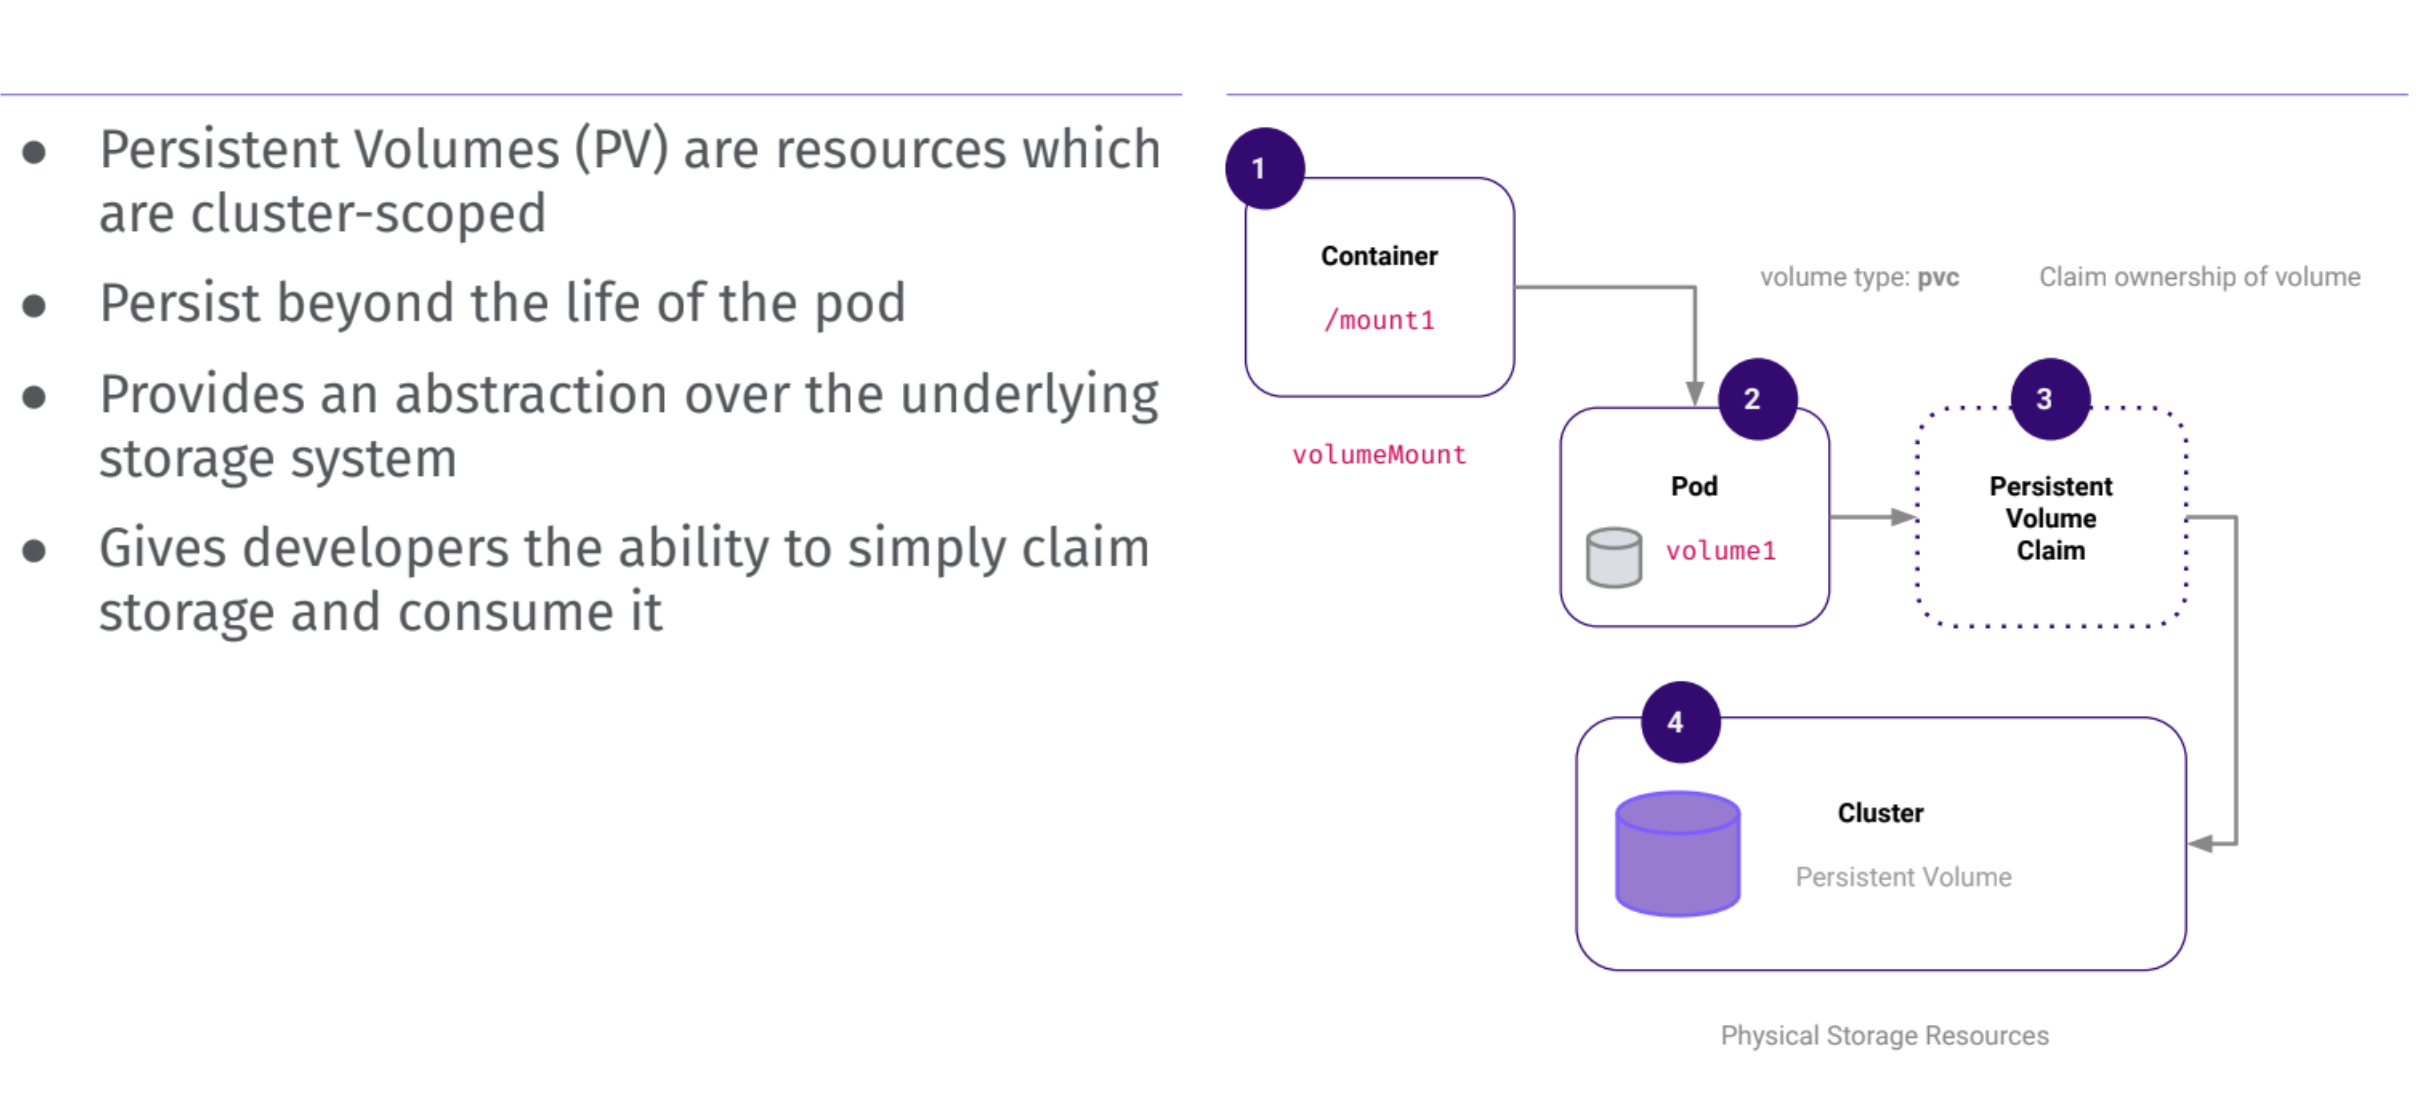 ● Persistent Volumes (PV) are resources which
are cluster-scoped
● Persist beyond the life of the pod
● Provides an abstraction over the underlying
storage system
● Gives developers the ability to simply claim
storage and consume it
1
Container
/mount1
volumeMount
volume type: pvc
Claim ownership of volume
2
Pod
volume1
3
Persistent
Volume
Claim
4
Cluster
Persistent Volume
Physical Storage Resources